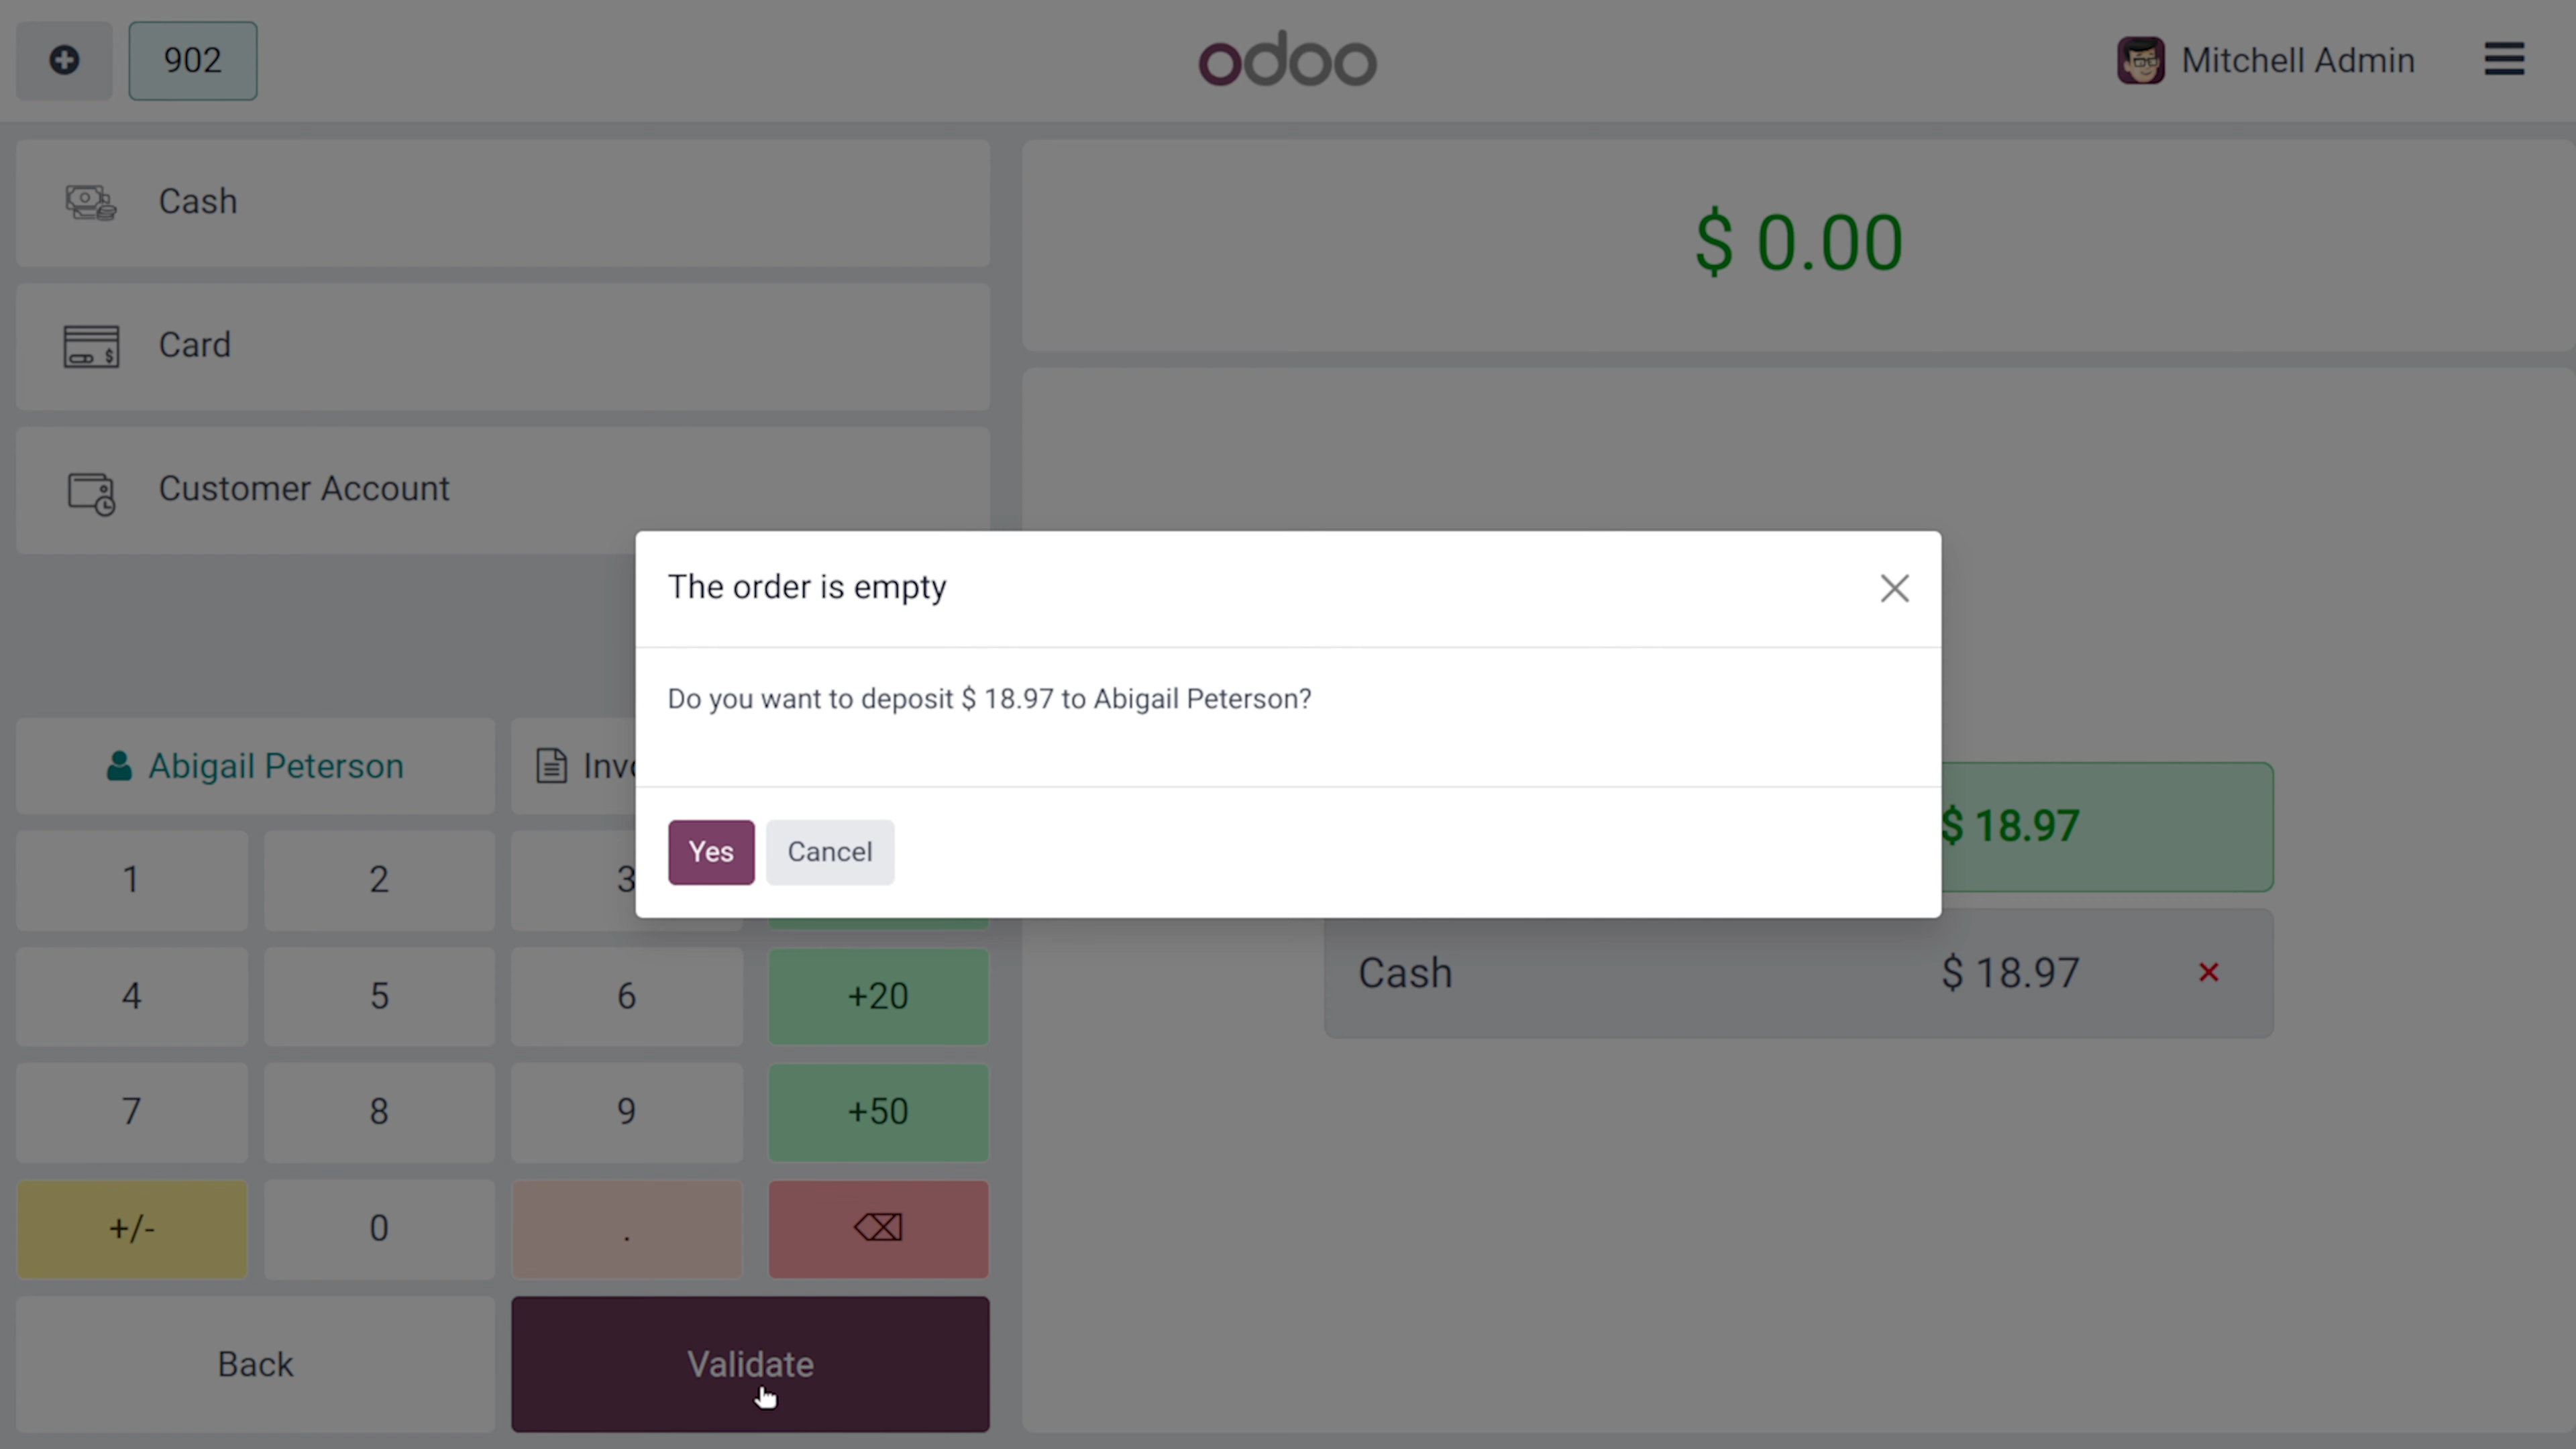 902
odoo
Mitchell Admin
Cash
Card
Customer Account
$ 0.00
The order is empty
Do you want to deposit $ 18.97 to Abigail Peterson?
Yes
Cancel
Abigail Peterson
$ 18.97
Cash
$ 18.97
1
2
3
4
5
6
+20
7
8
9
+50
+/-
0
.
Back
Validate